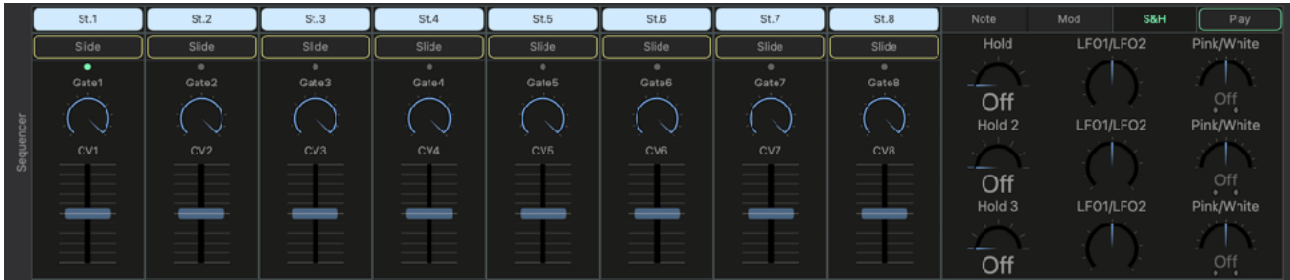 St.1 St.2 St.3 St.4 St.5 St.6 St.7 St.8 Note Mod S&H Play
Slide Slide Slide Slide Slide Slide Slide Slide
Hold LFO1/LFO2 Pink/White
Gate1 Gate2 Gate3 Gate4 Gate5 Gate6 Gate7 Gate8
Off Off
Sequencer
Hold 2 LFO1/LFO2 Pink/White
CV1 CV2 CV3 CV4 CV5 CV6 CV7 CV8
Off Off
Hold 3 LFO1/LFO2 Pink/White
Off Off